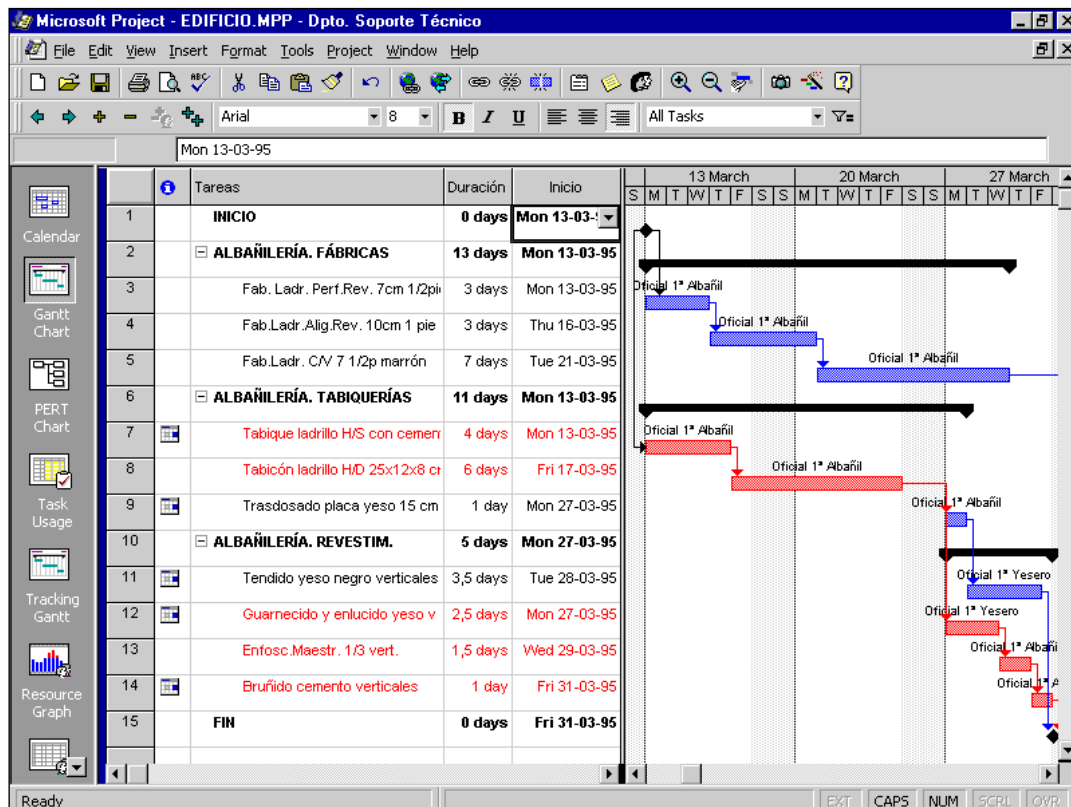 Microsoft Project - EDIFICIO.MPP - Dpto. Soporte Técnico
File Edit View Insert Format Tools Project Window Help
Arial 8 B I U All Tasks
Mon 13-03-95
Tareas Duración Inicio
13 March 20 March 27 March
S M T W T F S S M T W T F S S M T W T F
1 INICIO 0 days Mon 13-03-
2 ALBAÑILERÍA. FÁBRICAS 13 days Mon 13-03-95
3 Fab. Ladr. Perf.Rev. 7cm 1/2pi 3 days Mon 13-03-95 Oficial 1ª Albañil
4 Fab.Ladr.Alig.Rev. 10cm 1 pie 3 days Thu 16-03-95 Oficial 1ª Albañil
5 Fab.Ladr. C/V 7 1/2p marrón 7 days Tue 21-03-95 Oficial 1ª Albañil
6 ALBAÑILERÍA. TABIQUERÍAS 11 days Mon 13-03-95
7 Tabique ladrillo H/S con cemen 4 days Mon 13-03-95 Oficial 1ª Albañil
8 Tabicón ladrillo H/D 25x12x8 c 6 days Fri 17-03-95 Oficial 1ª Albañil
9 Trasdosado placa yeso 15 cm 1 day Mon 27-03-95 Oficial 1ª Albañil
10 ALBAÑILERÍA. REVESTIM. 5 days Mon 27-03-95
11 Tendido yeso negro verticales 3,5 days Tue 28-03-95 Oficial 1ª Yesero
12 Guarnecido y enlucido yeso v 2,5 days Mon 27-03-95 Oficial 1ª Yesero
13 Enfosc.Maestr. 1/3 vert. 1,5 days Wed 29-03-95 Oficial 1ª Albañi
14 Bruñido cemento verticales 1 day Fri 31-03-95 Oficial 1ª A
15 FIN 0 days Fri 31-03-95
Calendar
Gantt
Chart
PERT
Chart
Task
Usage
Tracking
Gantt
Resource
Graph
Ready EXT CAPS NUM SCRL OVR